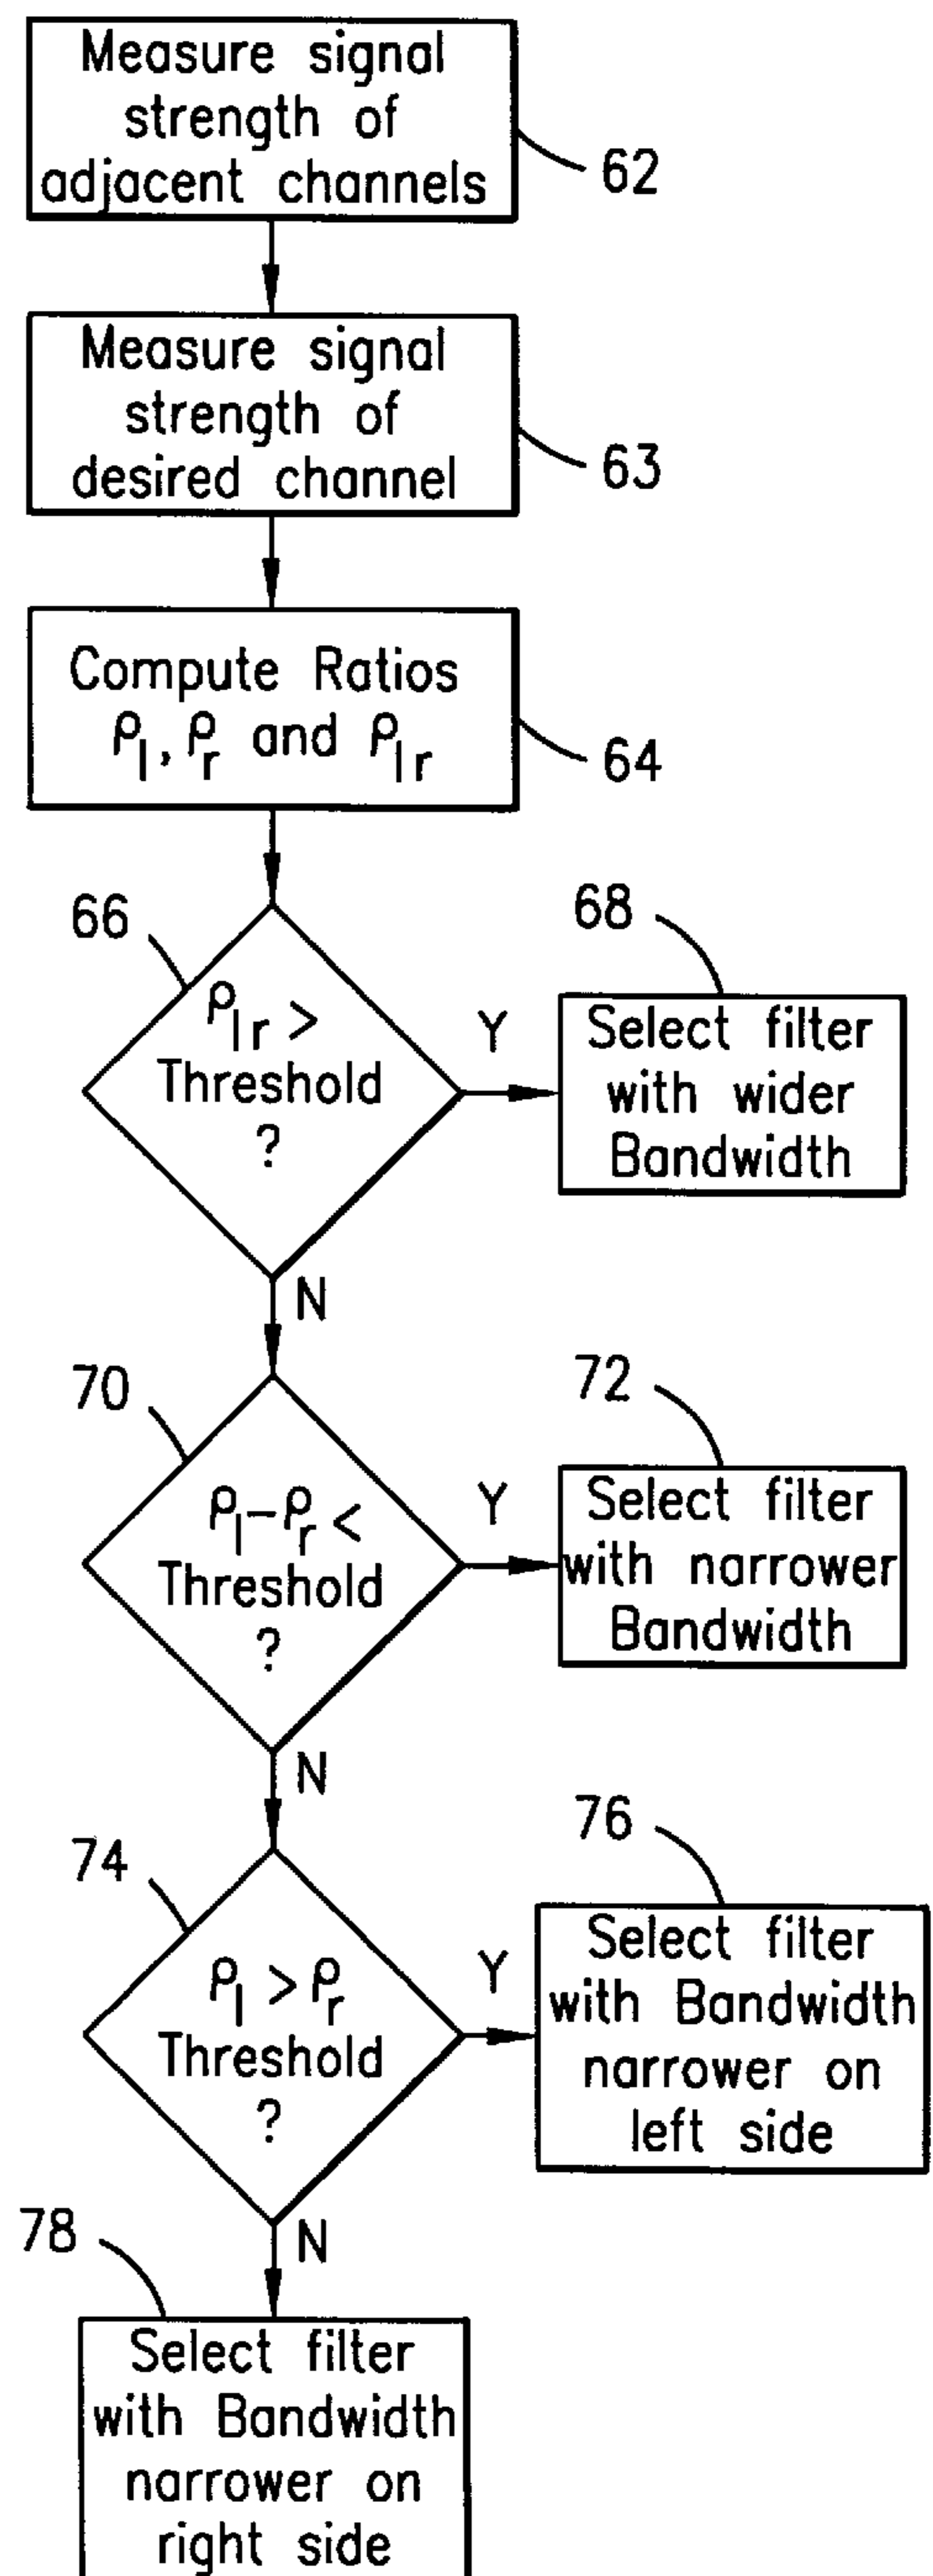 Measure signal
strength of
adjacent channels
62
Measure signal
strength of
desired channel
63
Compute Ratios
ρl, ρr and ρlr
64
66
ρlr >
Threshold
?
Y
N
68
Select filter
with wider
Bandwidth
70
ρl-ρr <
Threshold
?
Y
N
72
Select filter
with narrower
Bandwidth
74
ρl > ρr
Threshold
?
Y
N
76
Select filter
with Bandwidth
narrower on
left side
78
Select filter
with Bandwidth
narrower on
right side